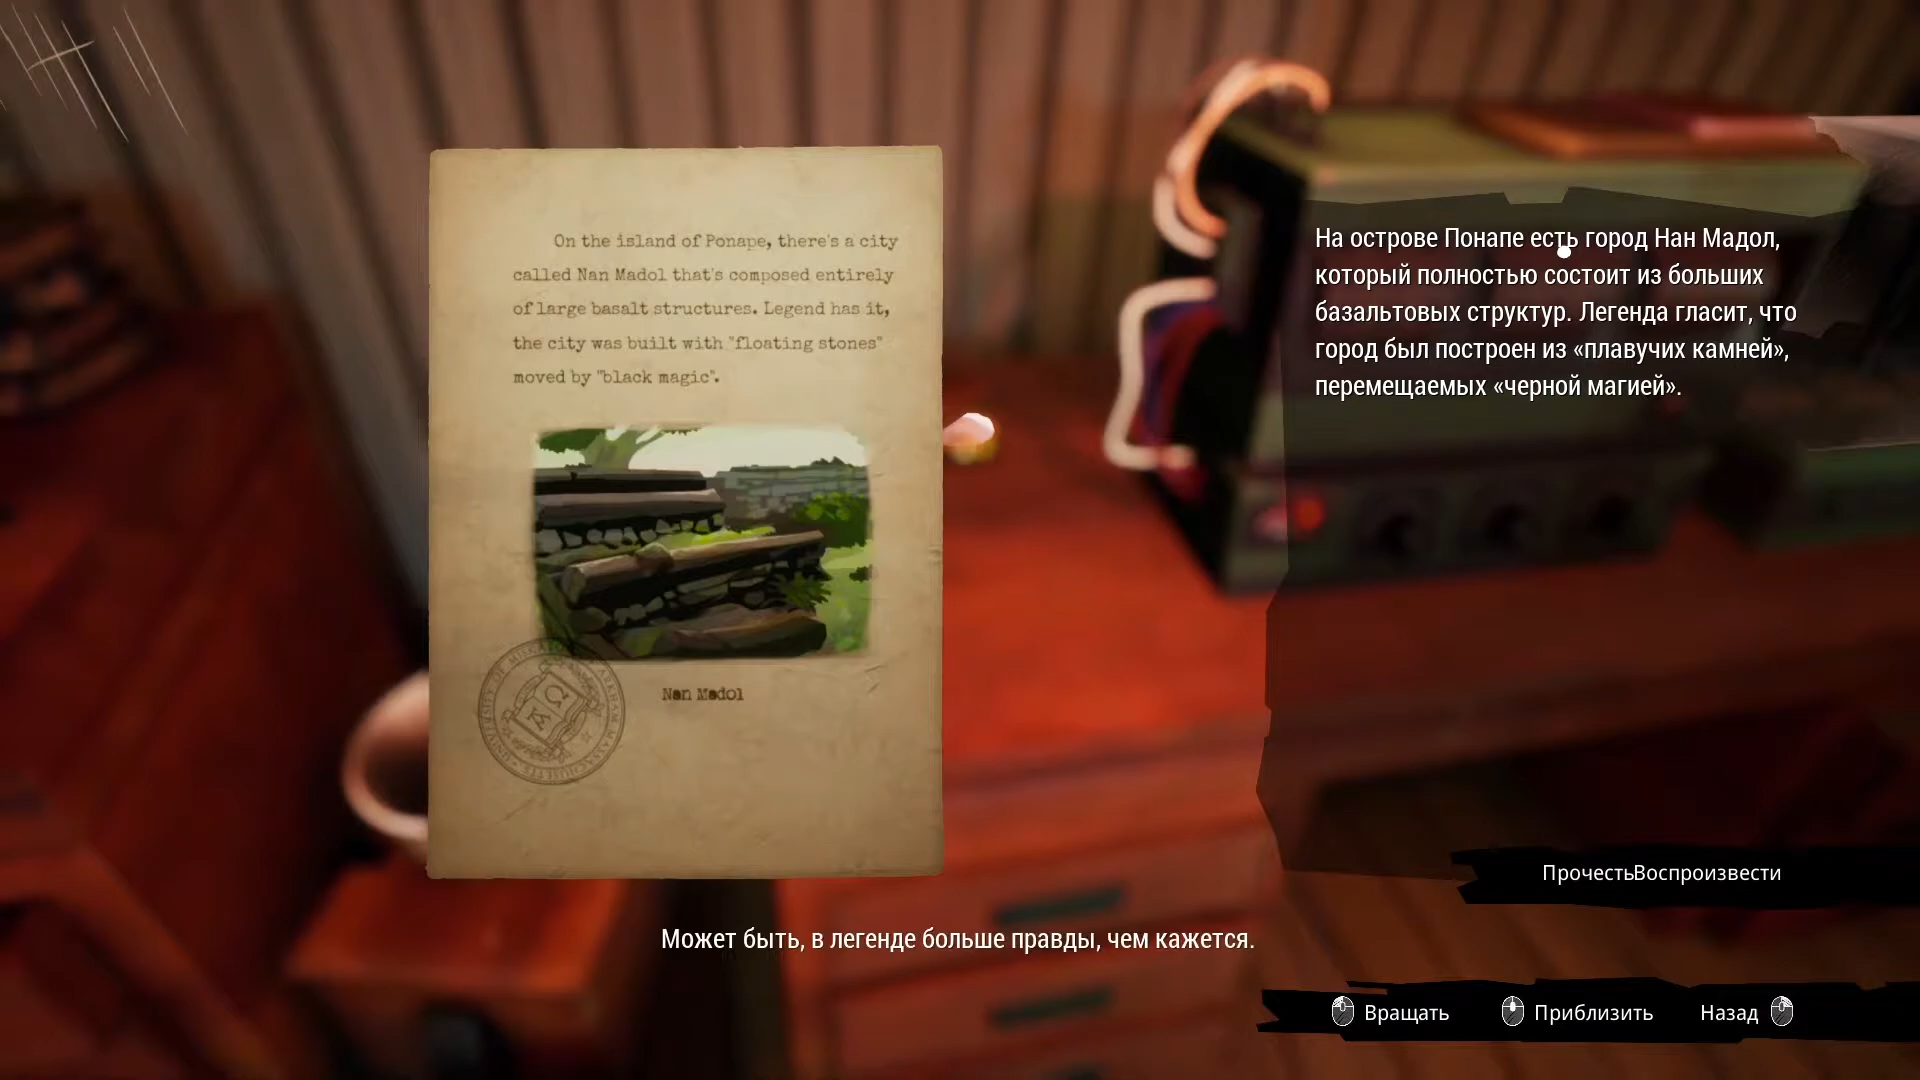 On the island of Ponape, there's a city
called Nan Madol that's composed entirely
of large basalt structures. Legend has it,
the city was built with "floating stones"
moved by "black magic".
Nan Madol
На острове Понапе есть город Нан Мадол,
который полностью состоит из больших
базальтовых структур. Легенда гласит, что
город был построен из «плавучих камней»,
перемещаемых «черной магией».
ПрочестьВоспроизвести
Может быть, в легенде больше правды, чем кажется.
Вращать Приблизить Назад